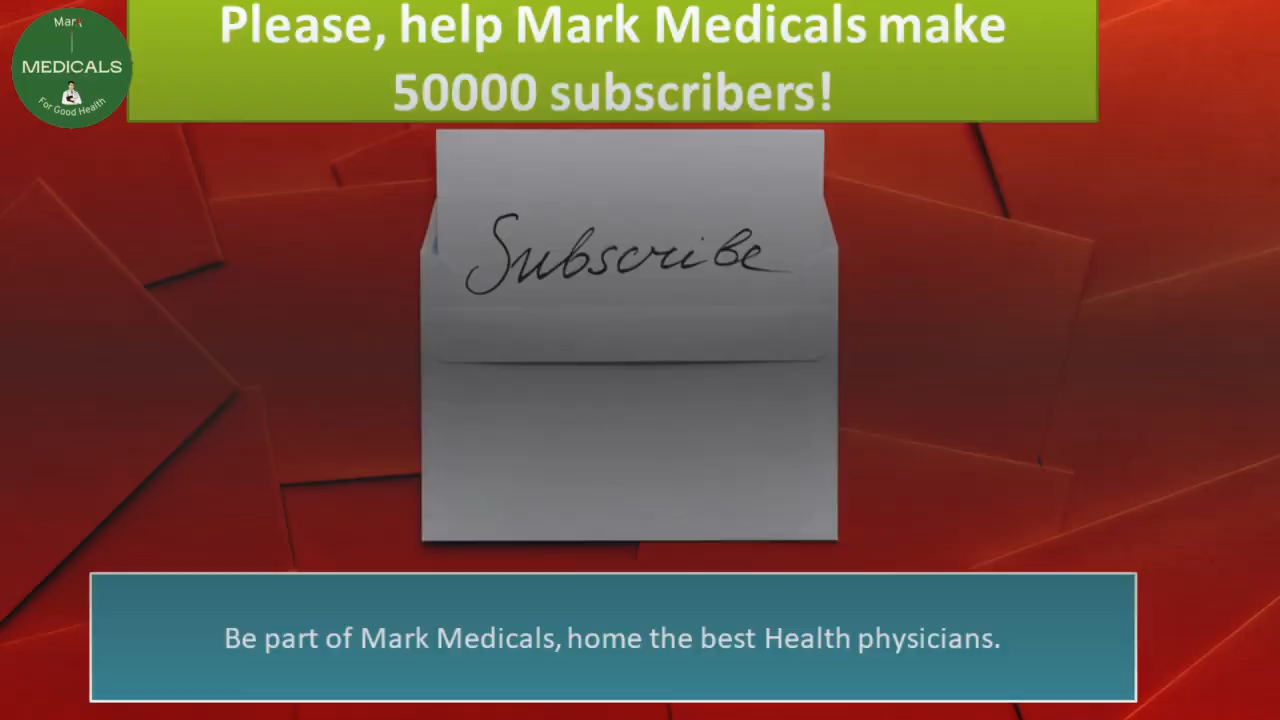 Please, help Mark Medicals make
50000 subscribers!
Mark
MEDICALS
For Good Health
Subscribe
Be part of Mark Medicals, home the best Health physicians.